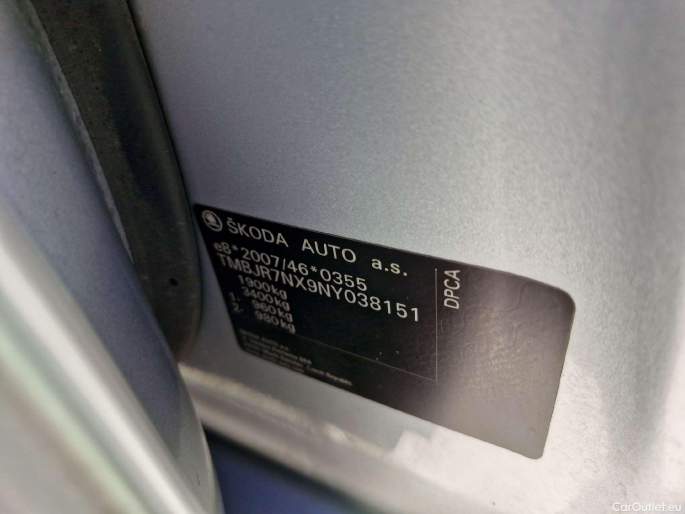 ŠKODA AUTO a.s.
e8*2007/46*0355
TMBJR7NX9NY038151
1900kg
3400kg
1. 960kg
2. 980kg
DPCA
CarOutlet.eu